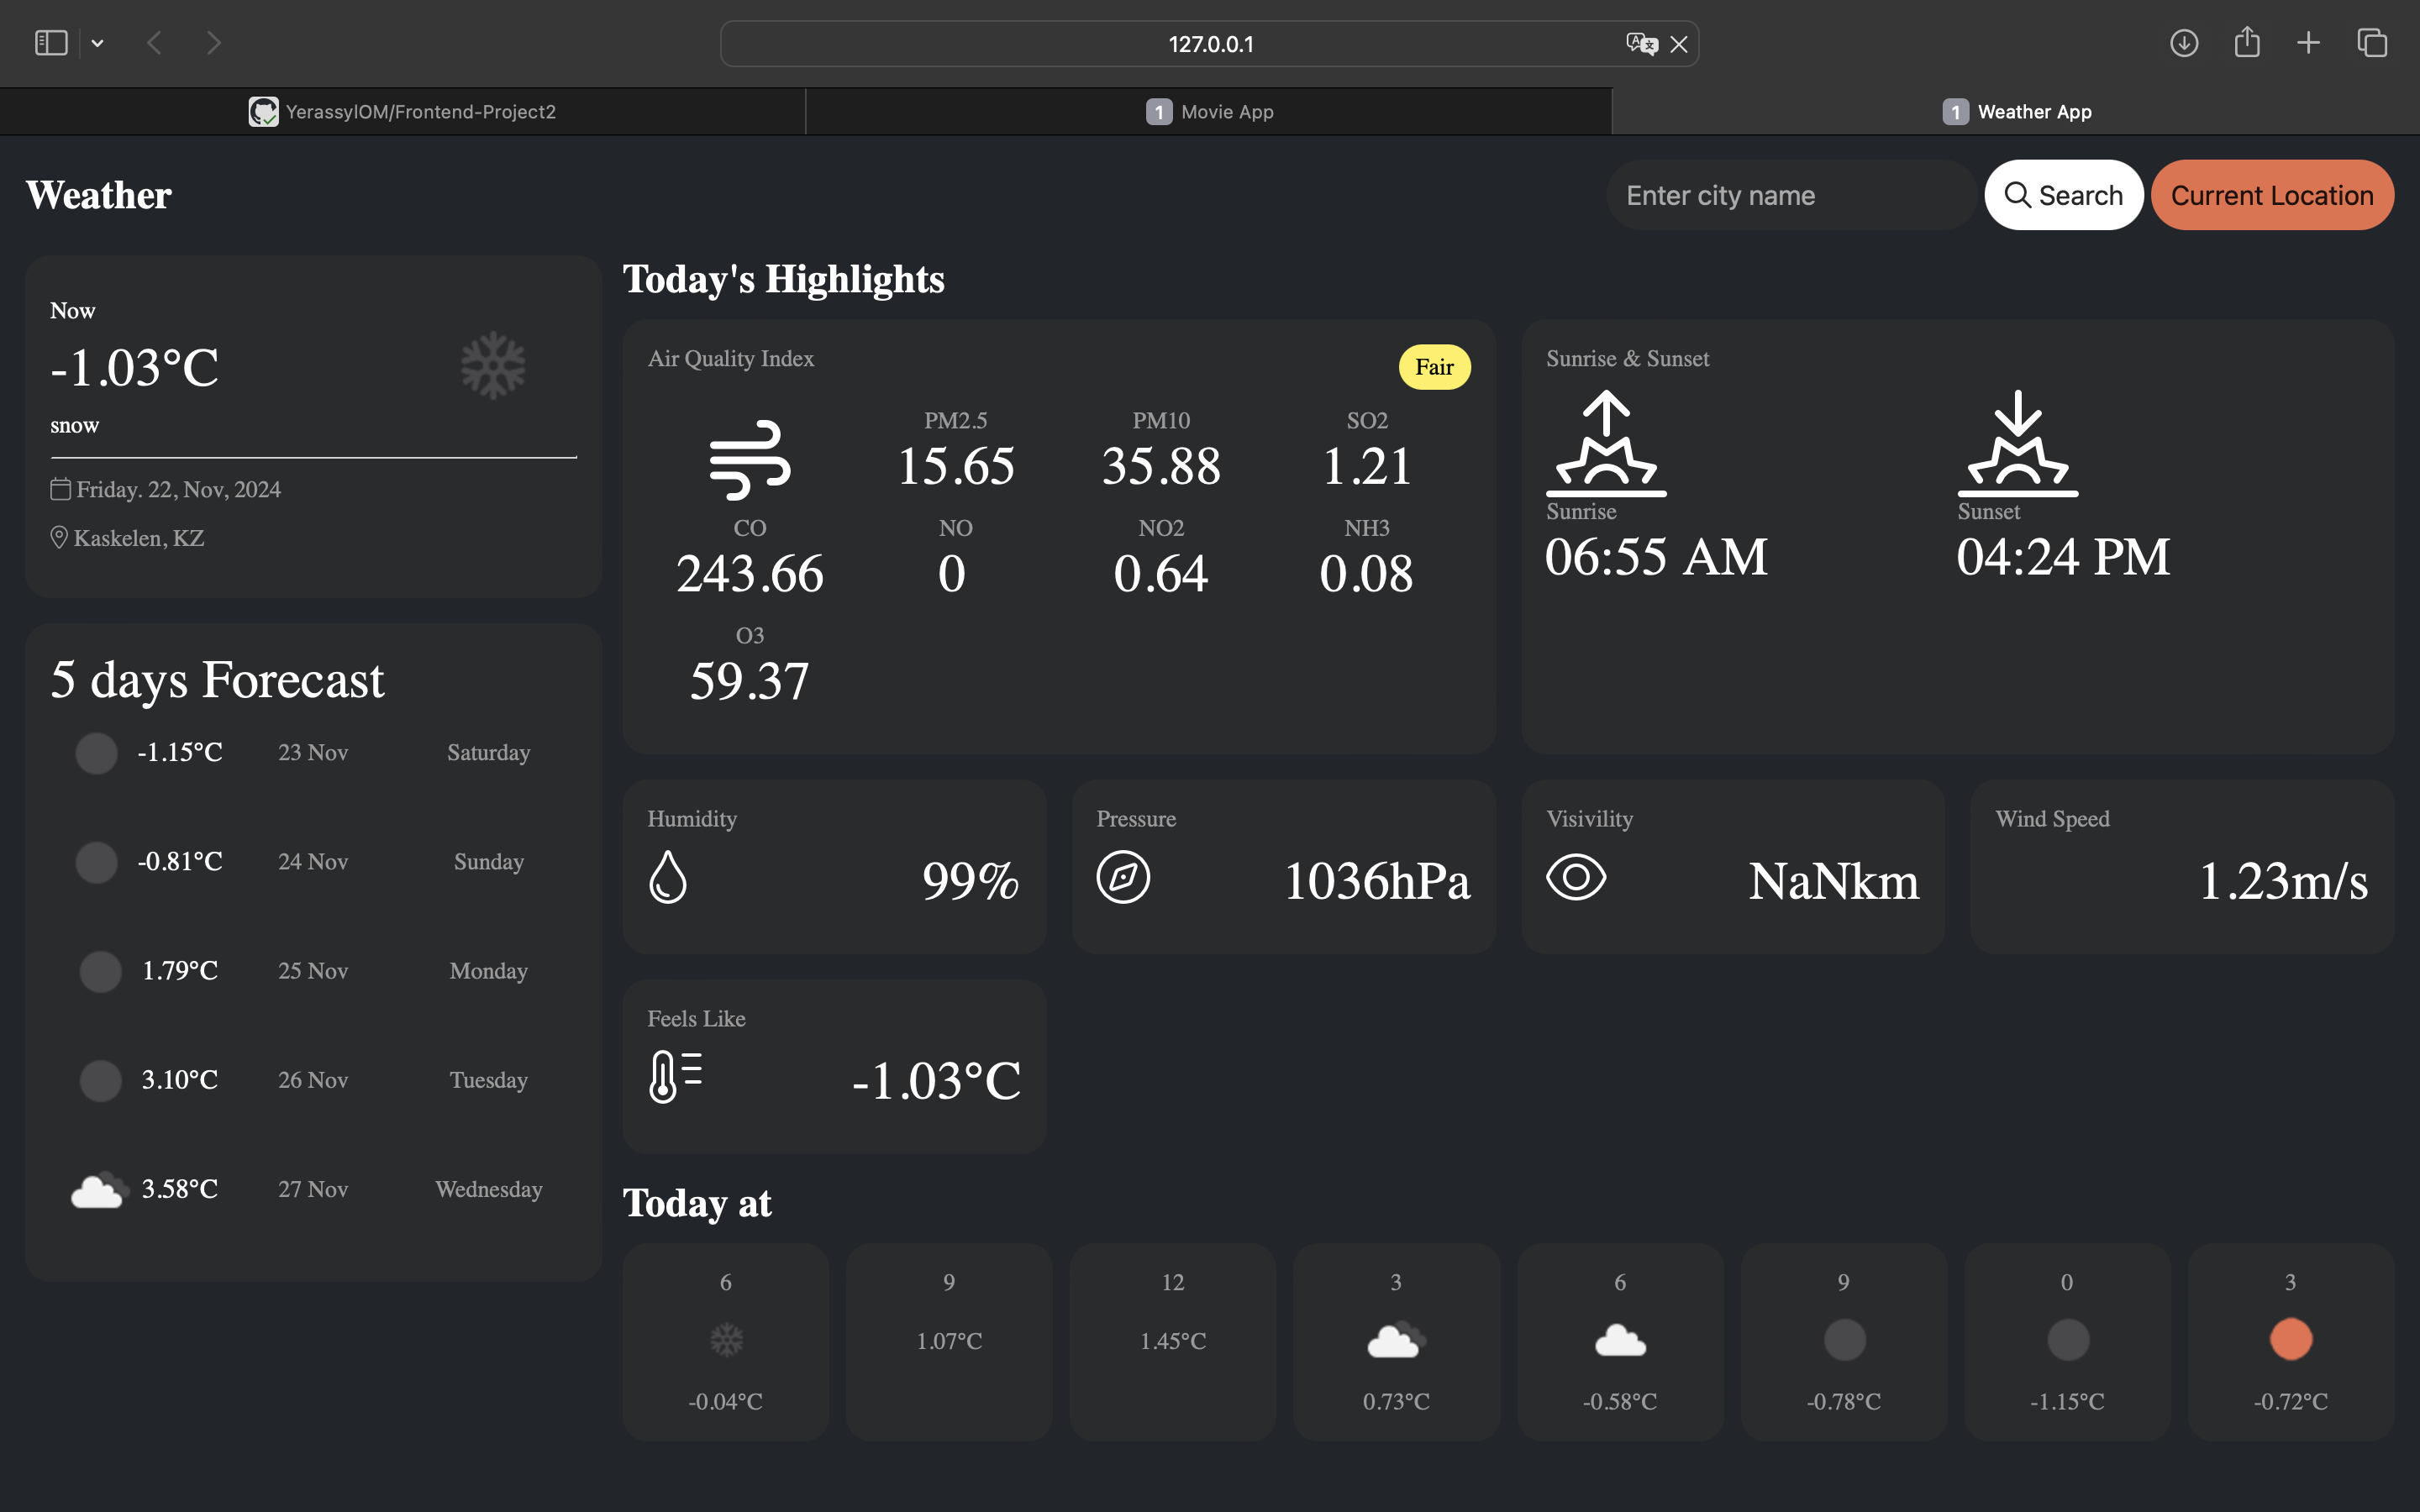 127.0.0.1
YerassylOM/Frontend-Project2
1 Movie App
1 Weather App
Weather
Enter city name
Search
Current Location
Now
-1.03°C
snow
Friday. 22, Nov, 2024
Kaskelen, KZ
5 days Forecast
-1.15°C 23 Nov Saturday
-0.81°C 24 Nov Sunday
1.79°C 25 Nov Monday
3.10°C 26 Nov Tuesday
3.58°C 27 Nov Wednesday
Today's Highlights
Air Quality Index
Fair
PM2.5 PM10 SO2
15.65 35.88 1.21
CO NO NO2 NH3
243.66 0 0.64 0.08
O3
59.37
Sunrise & Sunset
Sunrise Sunset
06:55 AM 04:24 PM
Humidity
99%
Pressure
1036hPa
Visivility
NaNkm
Wind Speed
1.23m/s
Feels Like
-1.03°C
Today at
6 9 12 3 6 9 0 3
1.07°C 1.45°C
-0.04°C 0.73°C -0.58°C -0.78°C -1.15°C -0.72°C